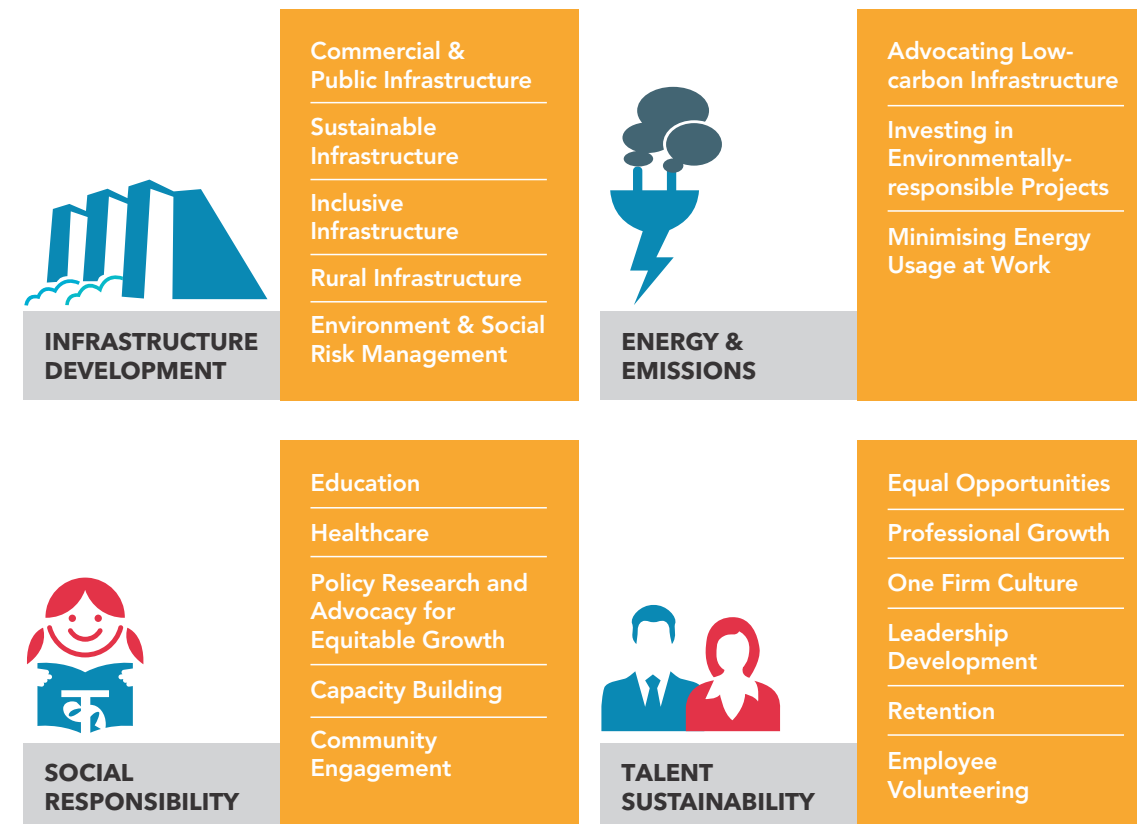 Commercial &
Public Infrastructure
Sustainable
Infrastructure
Inclusive
Infrastructure
Rural Infrastructure
Environment & Social
Risk Management
INFRASTRUCTURE
DEVELOPMENT
Advocating Low-
carbon Infrastructure
Investing in
Environmentally-
responsible Projects
Minimising Energy
Usage at Work
ENERGY &
EMISSIONS
Education
Healthcare
Policy Research and
Advocacy for
Equitable Growth
Capacity Building
Community
Engagement
क
SOCIAL
RESPONSIBILITY
Equal Opportunities
Professional Growth
One Firm Culture
Leadership
Development
Retention
Employee
Volunteering
TALENT
SUSTAINABILITY